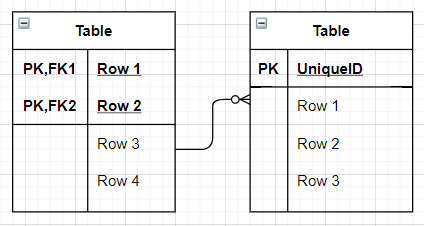 Table
PK,FK1 Row 1
PK,FK2 Row 2
Row 3
Row 4
Table
PK UniqueID
Row 1
Row 2
Row 3